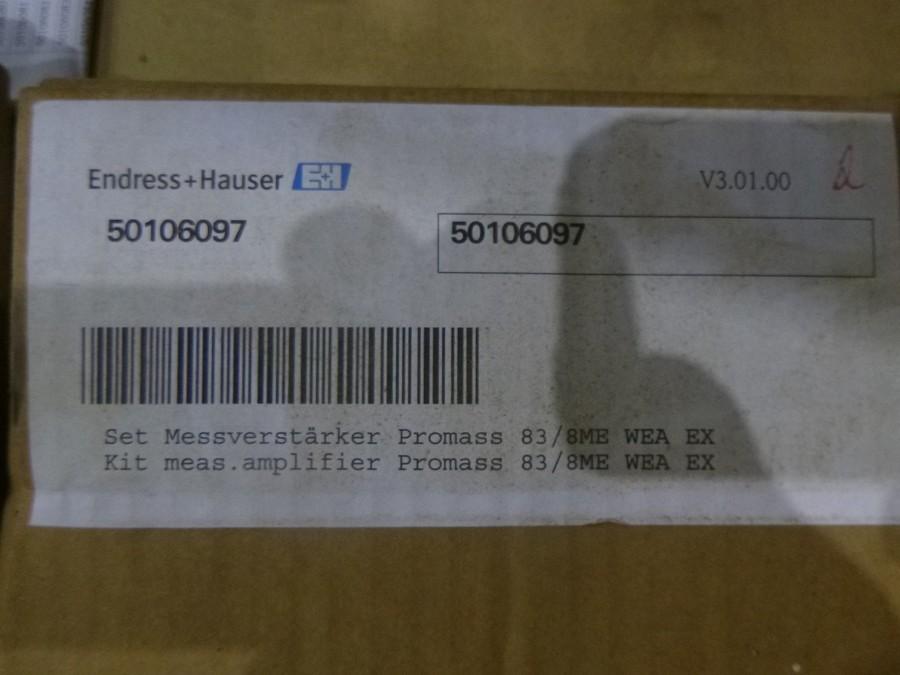 Endress+Hauser E+H
V3.01.00
50106097
50106097
Set Messverstärker Promass 83/8ME WEA EX
Kit meas.amplifier Promass 83/8ME WEA EX